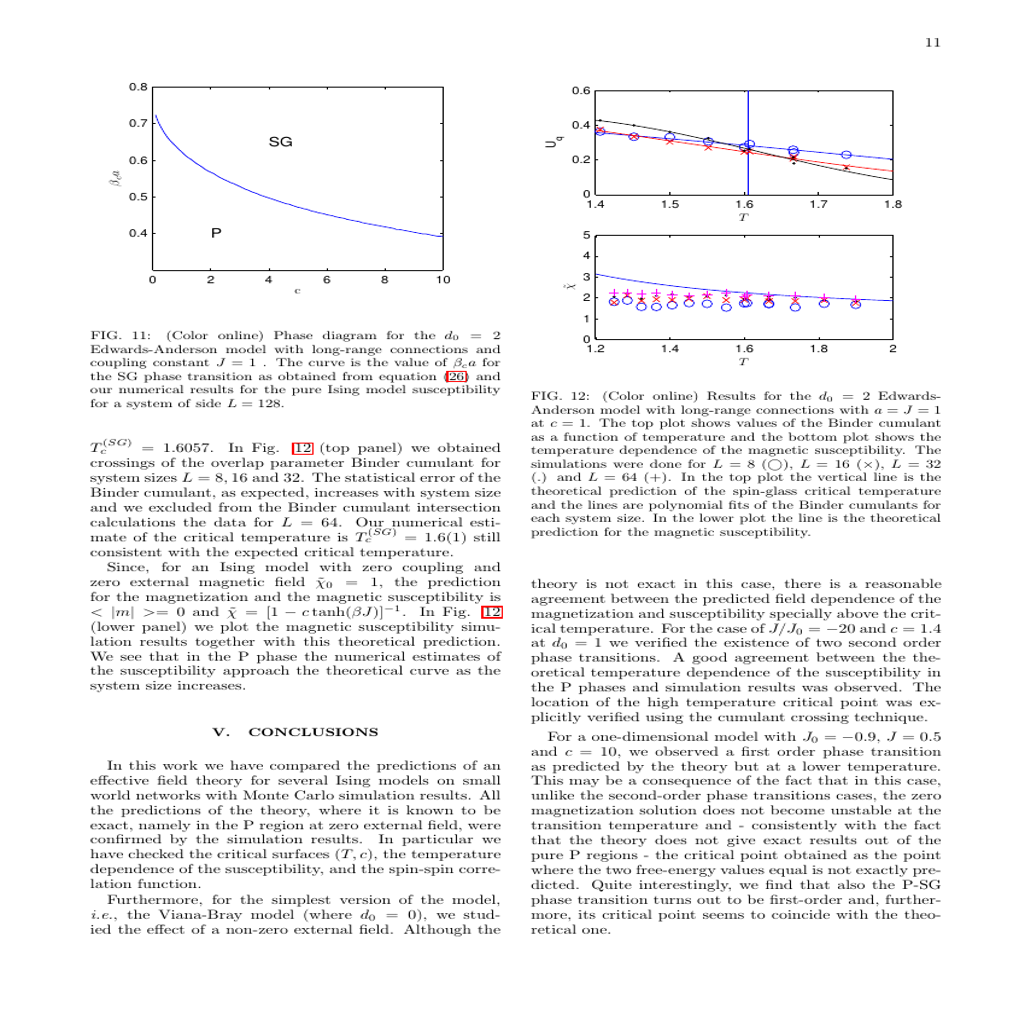 11
0.8
0.7
0.6
0.5
0.4
β_c a
SG
P
0 2 4 6 8 10
c
FIG. 11: (Color online) Phase diagram for the d_0 = 2
Edwards-Anderson model with long-range connections and
coupling constant J = 1 . The curve is the value of β_c a for
the SG phase transition as obtained from equation (26) and
our numerical results for the pure Ising model susceptibility
for a system of side L = 128.
T_c^{(SG)} = 1.6057. In Fig. 12 (top panel) we obtained
crossings of the overlap parameter Binder cumulant for
system sizes L = 8, 16 and 32. The statistical error of the
Binder cumulant, as expected, increases with system size
and we excluded from the Binder cumulant intersection
calculations the data for L = 64. Our numerical esti-
mate of the critical temperature is T_c^{(SG)} = 1.6(1) still
consistent with the expected critical temperature.
Since, for an Ising model with zero coupling and
zero external magnetic field χ̃_0 = 1, the prediction
for the magnetization and the magnetic susceptibility is
< |m| >= 0 and χ̃ = [1 − c tanh(βJ)]^{−1}. In Fig. 12
(lower panel) we plot the magnetic susceptibility simu-
lation results together with this theoretical prediction.
We see that in the P phase the numerical estimates of
the susceptibility approach the theoretical curve as the
system size increases.
V. CONCLUSIONS
In this work we have compared the predictions of an
effective field theory for several Ising models on small
world networks with Monte Carlo simulation results. All
the predictions of the theory, where it is known to be
exact, namely in the P region at zero external field, were
confirmed by the simulation results. In particular we
have checked the critical surfaces (T, c), the temperature
dependence of the susceptibility, and the spin-spin corre-
lation function.
Furthermore, for the simplest version of the model,
i.e., the Viana-Bray model (where d_0 = 0), we stud-
ied the effect of a non-zero external field. Although the
0.6
0.4
0.2
0
U_q
1.4 1.5 1.6 1.7 1.8
T
5
4
3
2
1
0
χ̃
1.2 1.4 1.6 1.8 2
T
FIG. 12: (Color online) Results for the d_0 = 2 Edwards-
Anderson model with long-range connections with a = J = 1
at c = 1. The top plot shows values of the Binder cumulant
as a function of temperature and the bottom plot shows the
temperature dependence of the magnetic susceptibility. The
simulations were done for L = 8 (◯), L = 16 (×), L = 32
(.) and L = 64 (+). In the top plot the vertical line is the
theoretical prediction of the spin-glass critical temperature
and the lines are polynomial fits of the Binder cumulants for
each system size. In the lower plot the line is the theoretical
prediction for the magnetic susceptibility.
theory is not exact in this case, there is a reasonable
agreement between the predicted field dependence of the
magnetization and susceptibility specially above the crit-
ical temperature. For the case of J/J_0 = −20 and c = 1.4
at d_0 = 1 we verified the existence of two second order
phase transitions. A good agreement between the the-
oretical temperature dependence of the susceptibility in
the P phases and simulation results was observed. The
location of the high temperature critical point was ex-
plicitly verified using the cumulant crossing technique.
For a one-dimensional model with J_0 = −0.9, J = 0.5
and c = 10, we observed a first order phase transition
as predicted by the theory but at a lower temperature.
This may be a consequence of the fact that in this case,
unlike the second-order phase transitions cases, the zero
magnetization solution does not become unstable at the
transition temperature and - consistently with the fact
that the theory does not give exact results out of the
pure P regions - the critical point obtained as the point
where the two free-energy values equal is not exactly pre-
dicted. Quite interestingly, we find that also the P-SG
phase transition turns out to be first-order and, further-
more, its critical point seems to coincide with the theo-
retical one.